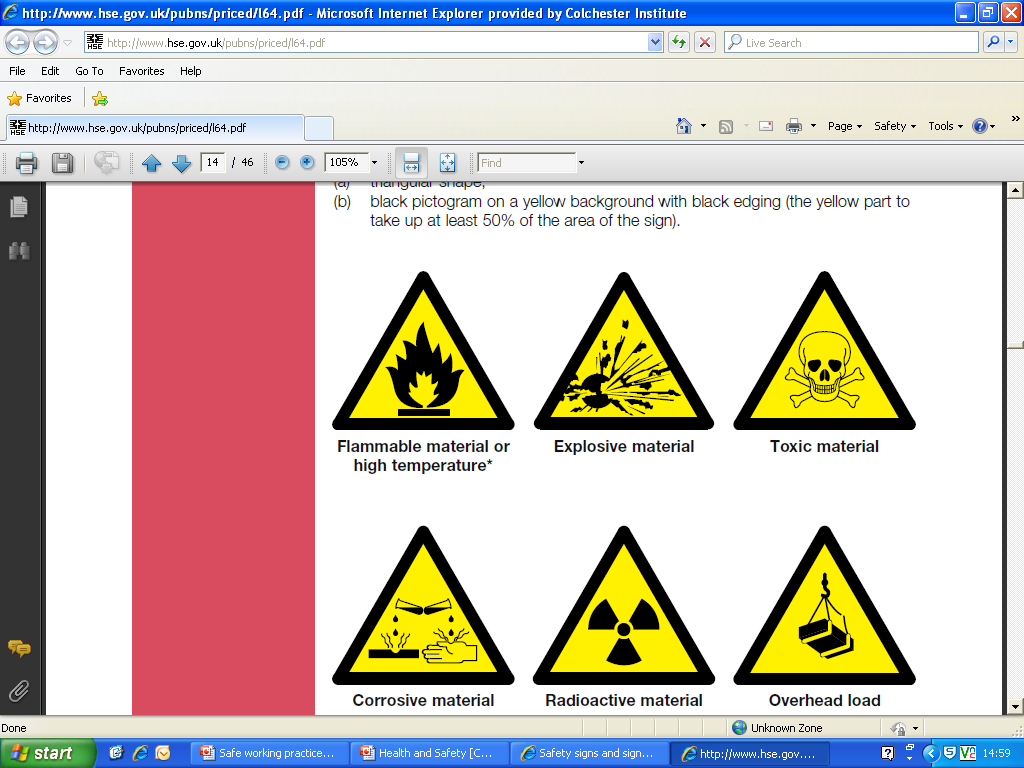 http://www.hse.gov.uk/pubns/priced/l64.pdf - Microsoft Internet Explorer provided by Colchester Institute
http://www.hse.gov.uk/pubns/priced/l64.pdf
Live Search
File Edit Go To Favorites Help
Favorites
http://www.hse.gov.uk/pubns/priced/l64.pdf
Page Safety Tools
14 / 46 105% Find
(a) triangular shape;
(b) black pictogram on a yellow background with black edging (the yellow part to
take up at least 50% of the area of the sign).
Flammable material or
high temperature*
Explosive material
Toxic material
Corrosive material
Radioactive material
Overhead load
Done
Unknown Zone
start
Safe working practice...
Health and Safety [C...
Safety signs and sign...
http://www.hse.gov....
14:59